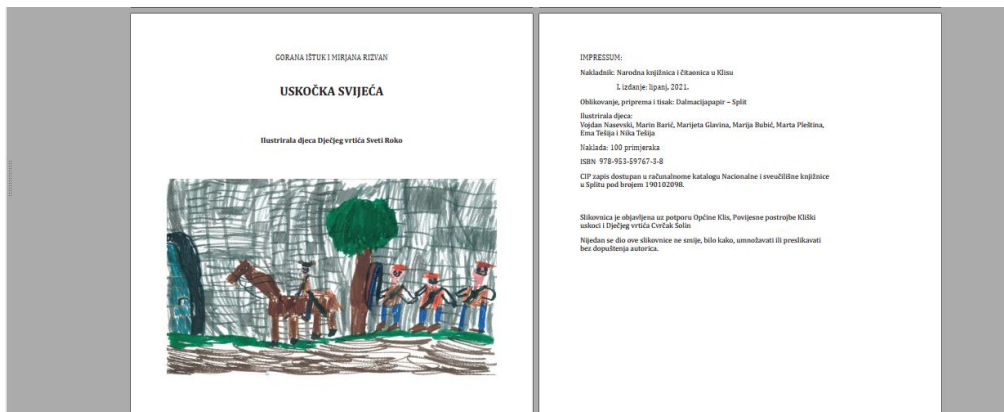 GORANA IŠTUK I MIRJANA RIZVAN
USKOČKA SVIJEĆA
Ilustrirala djeca Dječjeg vrtića Sveti Roko
IMPRESSUM:
Nakladnik: Narodna knjižnica i čitaonica u Klisu
I. izdanje: lipanj, 2021.
Oblikovanje, priprema i tisak: Dalmacijapapir – Split
Ilustrirala djeca:
Vojdan Nasevski, Marin Barić, Marijeta Glavina, Marija Bubić, Marta Pleština,
Ema Tešija i Nika Tešija
Naklada: 100 primjeraka
ISBN 978-953-59767-3-8
CIP zapis dostupan u računalnome katalogu Nacionalne i sveučilišne knjižnice
u Splitu pod brojem 190102098.
Slikovnica je objavljena uz potporu Općine Klis, Povijesne postrojbe Kliški
uskoci i Dječjeg vrtića Cvrčak Solin
Nijedan se dio ove slikovnice ne smije, bilo kako, umnožavati ili preslikavati
bez dopuštenja autorica.